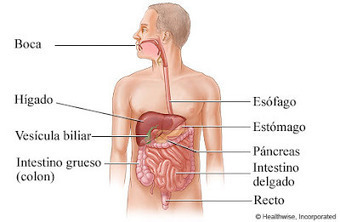 Boca
Hígado
Vesícula biliar
Intestino grueso
(colon)
Esófago
Estómago
Páncreas
Intestino
delgado
Recto
© Healthwise, Incorporated